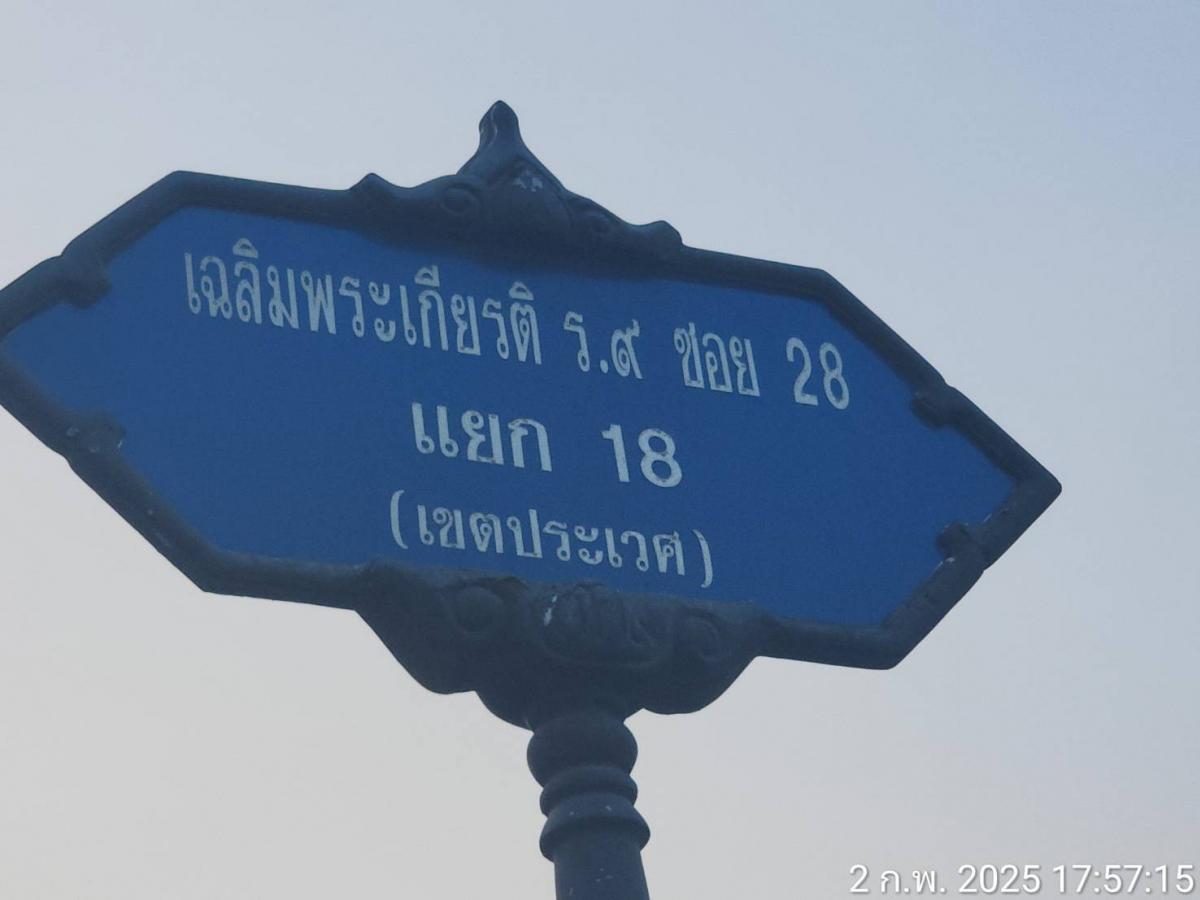 เฉลิมพระเกียรติ ร.๙ ซอย 28
แยก 18
(เขตประเวศ)
2 ก.พ. 2025 17:57:15